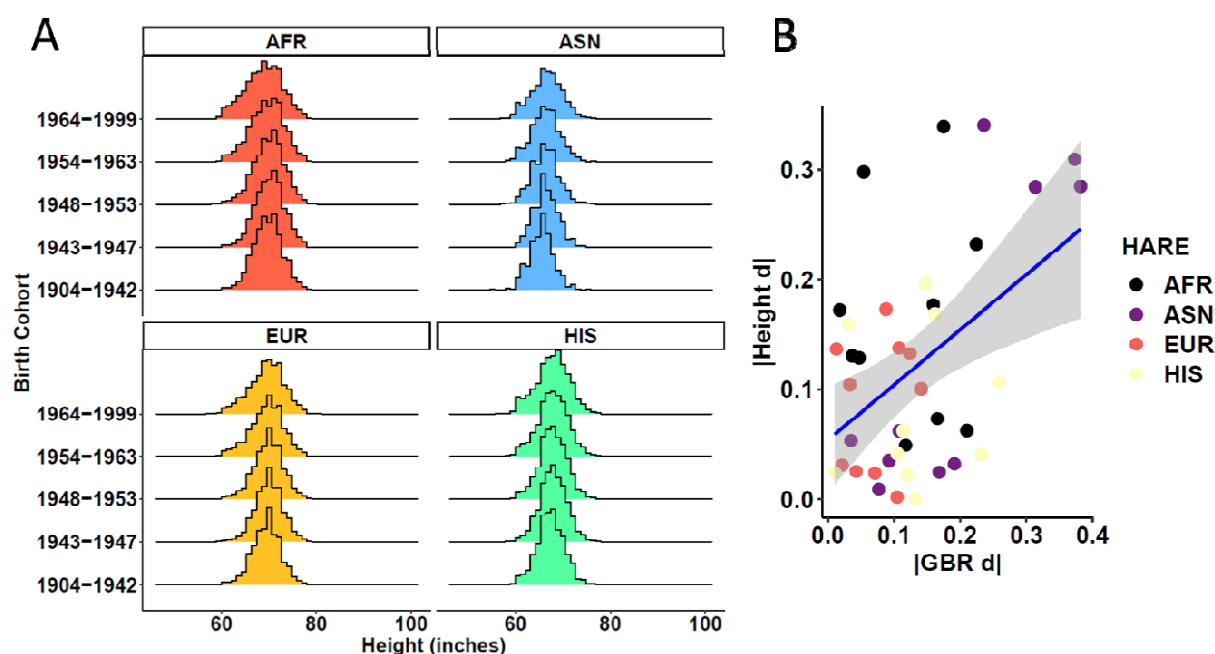 A
AFR
ASN
1964−1999
1954−1963
1948−1953
1943−1947
1904−1942
EUR
HIS
1964−1999
1954−1963
1948−1953
1943−1947
1904−1942
Birth Cohort
60 80 100
60 80 100
Height (inches)
B
0.3
0.2
0.1
0.0
|Height d|
0.0 0.1 0.2 0.3 0.4
|GBR d|
HARE
AFR
ASN
EUR
HIS